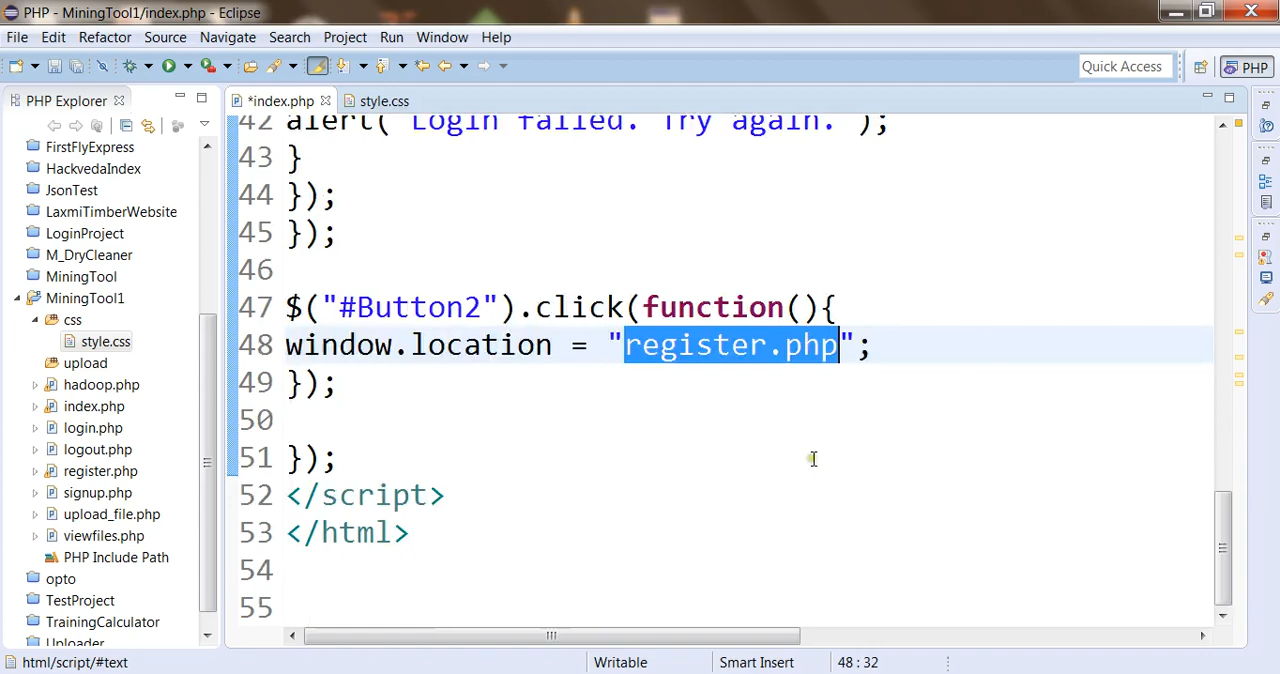 PHP - MiningTool1/index.php - Eclipse
File Edit Refactor Source Navigate Search Project Run Window Help
Quick Access
PHP
PHP Explorer
*index.php
style.css
FirstFlyExpress
HackvedaIndex
JsonTest
LaxmiTimberWebsite
LoginProject
M_DryCleaner
MiningTool
MiningTool1
css
style.css
upload
hadoop.php
index.php
login.php
logout.php
register.php
signup.php
upload_file.php
viewfiles.php
PHP Include Path
opto
TestProject
TrainingCalculator
Uploader
42 alert("Login failed. Try again.");
43 }
44 });
45 });
46
47 $("#Button2").click(function(){
48 window.location = "register.php";
49 });
50
51 });
52 </script>
53 </html>
54
55
html/script/#text
Writable
Smart Insert
48 : 32